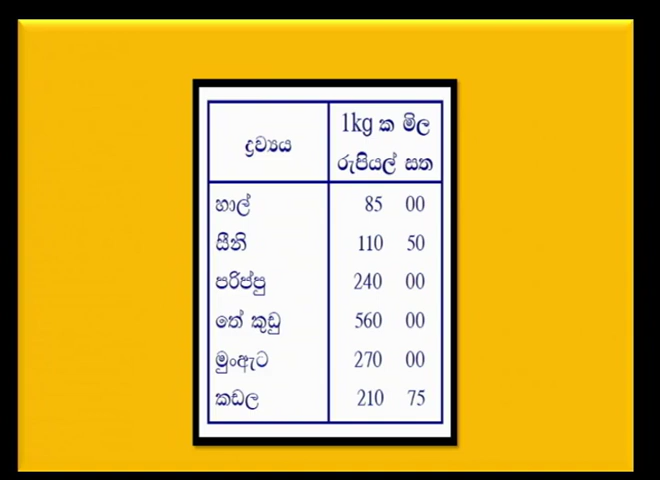 ද්‍රව්‍යය
1kg ක මිල
රුපියල් සත
හාල් 85 00
සීනි 110 50
පරිප්පු 240 00
තේ කුඩු 560 00
මුංඇට 270 00
කඩල 210 75